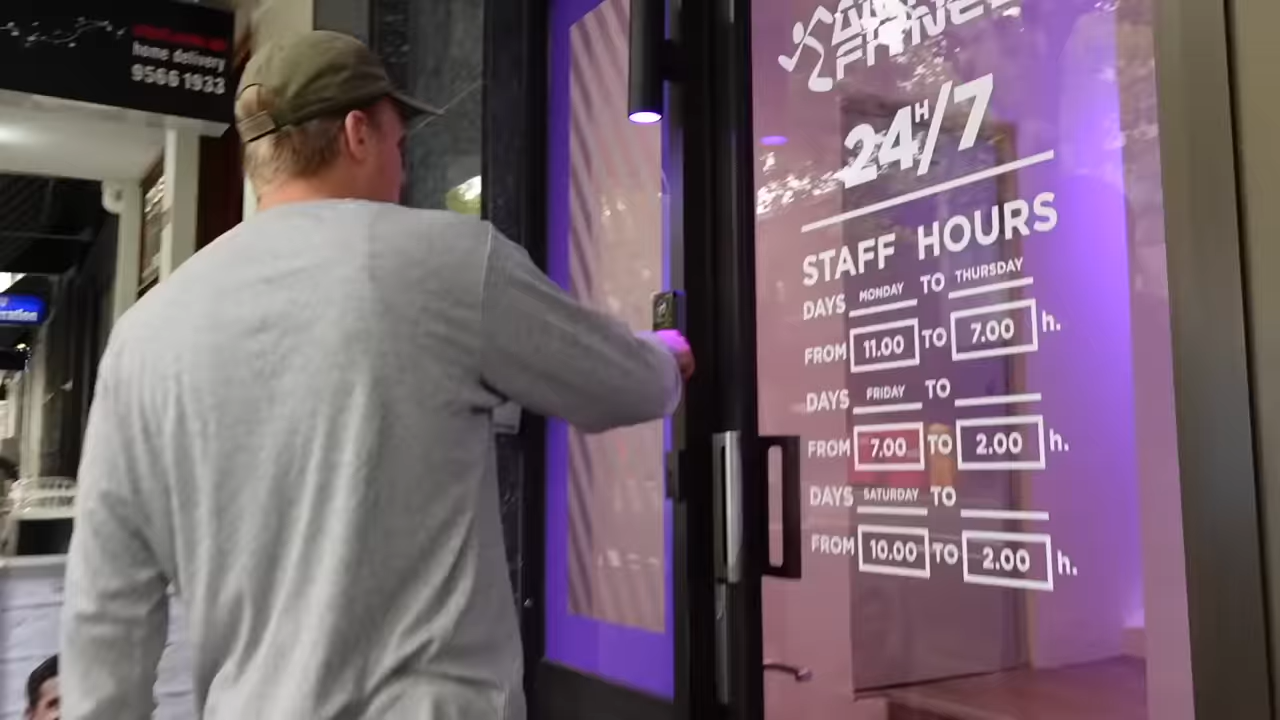 home delivery
9566 1933
24H/7
STAFF HOURS
DAYS MONDAY TO THURSDAY
FROM 11.00 TO 7.00 h.
DAYS FRIDAY TO
FROM 7.00 TO 2.00 h.
DAYS SATURDAY TO
FROM 10.00 TO 2.00 h.